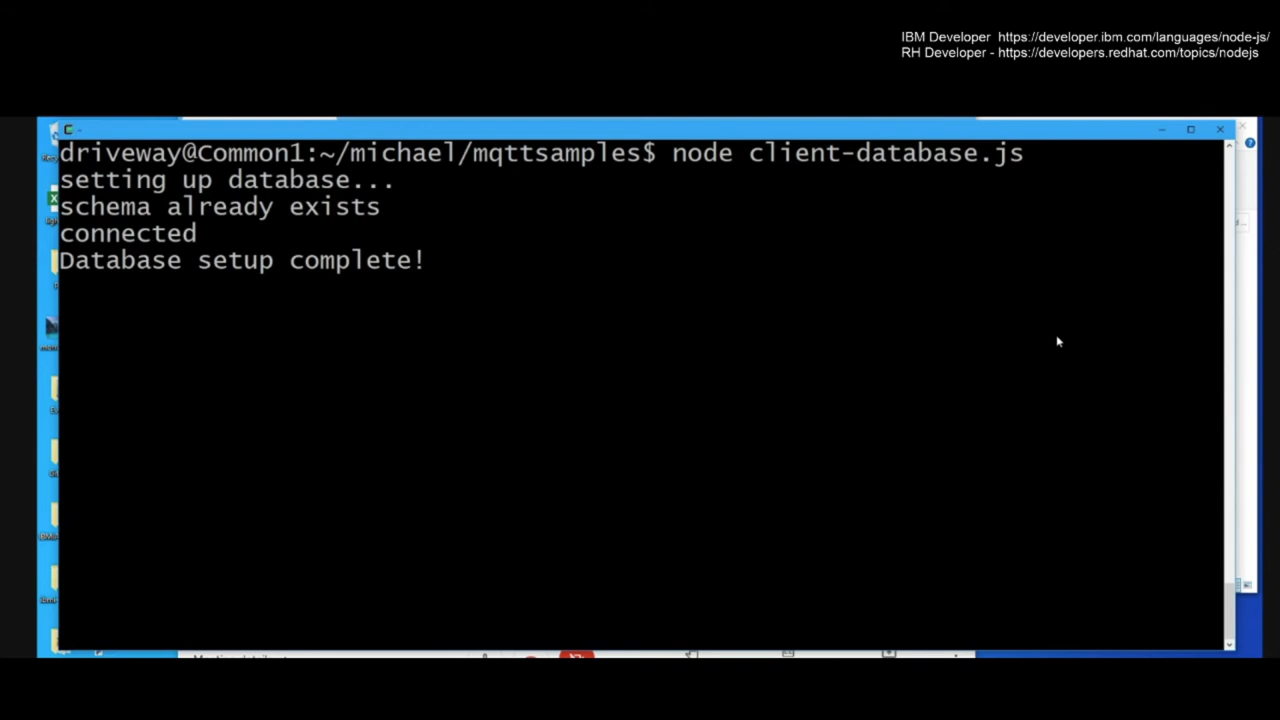 IBM Developer https://developer.ibm.com/languages/node-js/
RH Developer - https://developers.redhat.com/topics/nodejs
driveway@Common1:~/michael/mqttsamples$ node client-database.js
setting up database...
schema already exists
connected
Database setup complete!